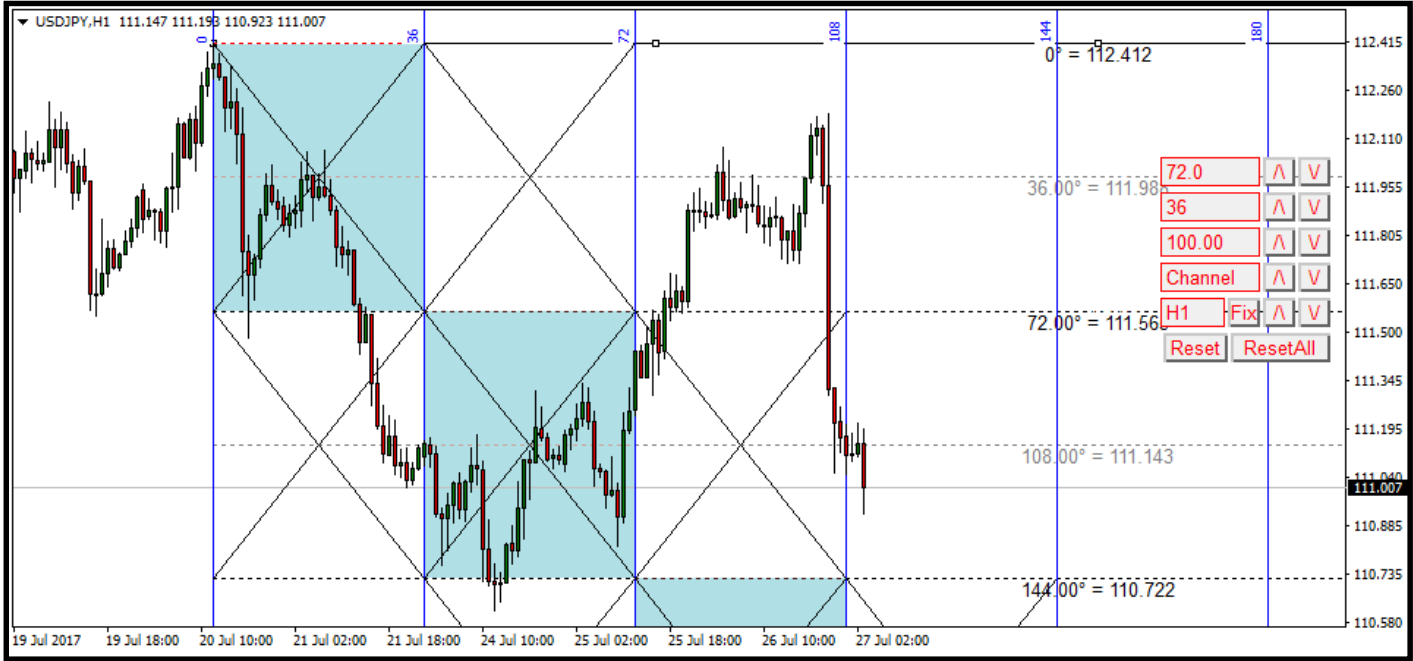 USDJPY,H1 111.147 111.193 110.923 111.007
0
36
72
108
144
180
112.415
0° = 112.412
112.260
112.110
72.0 /\ \/
36.00° = 111.98
111.955
36 /\ \/
111.805
100.00 /\ \/
111.650
Channel /\ \/
H1 Fix /\ \/
72.00° = 111.56
111.500
Reset ResetAll
111.345
111.195
108.00° = 111.143
111.040
111.007
110.885
110.735
144.00° = 110.722
110.580
19 Jul 2017 19 Jul 18:00 20 Jul 10:00 21 Jul 02:00 21 Jul 18:00 24 Jul 10:00 25 Jul 02:00 25 Jul 18:00 26 Jul 10:00 27 Jul 02:00